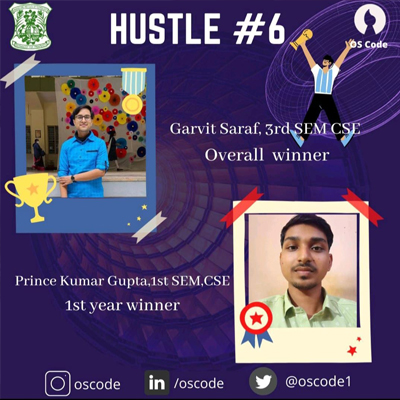 HUSTLE #6
OS Code
Garvit Saraf, 3rd SEM CSE
Overall winner
Prince Kumar Gupta,1st SEM,CSE
1st year winner
oscode
in /oscode
@oscode1